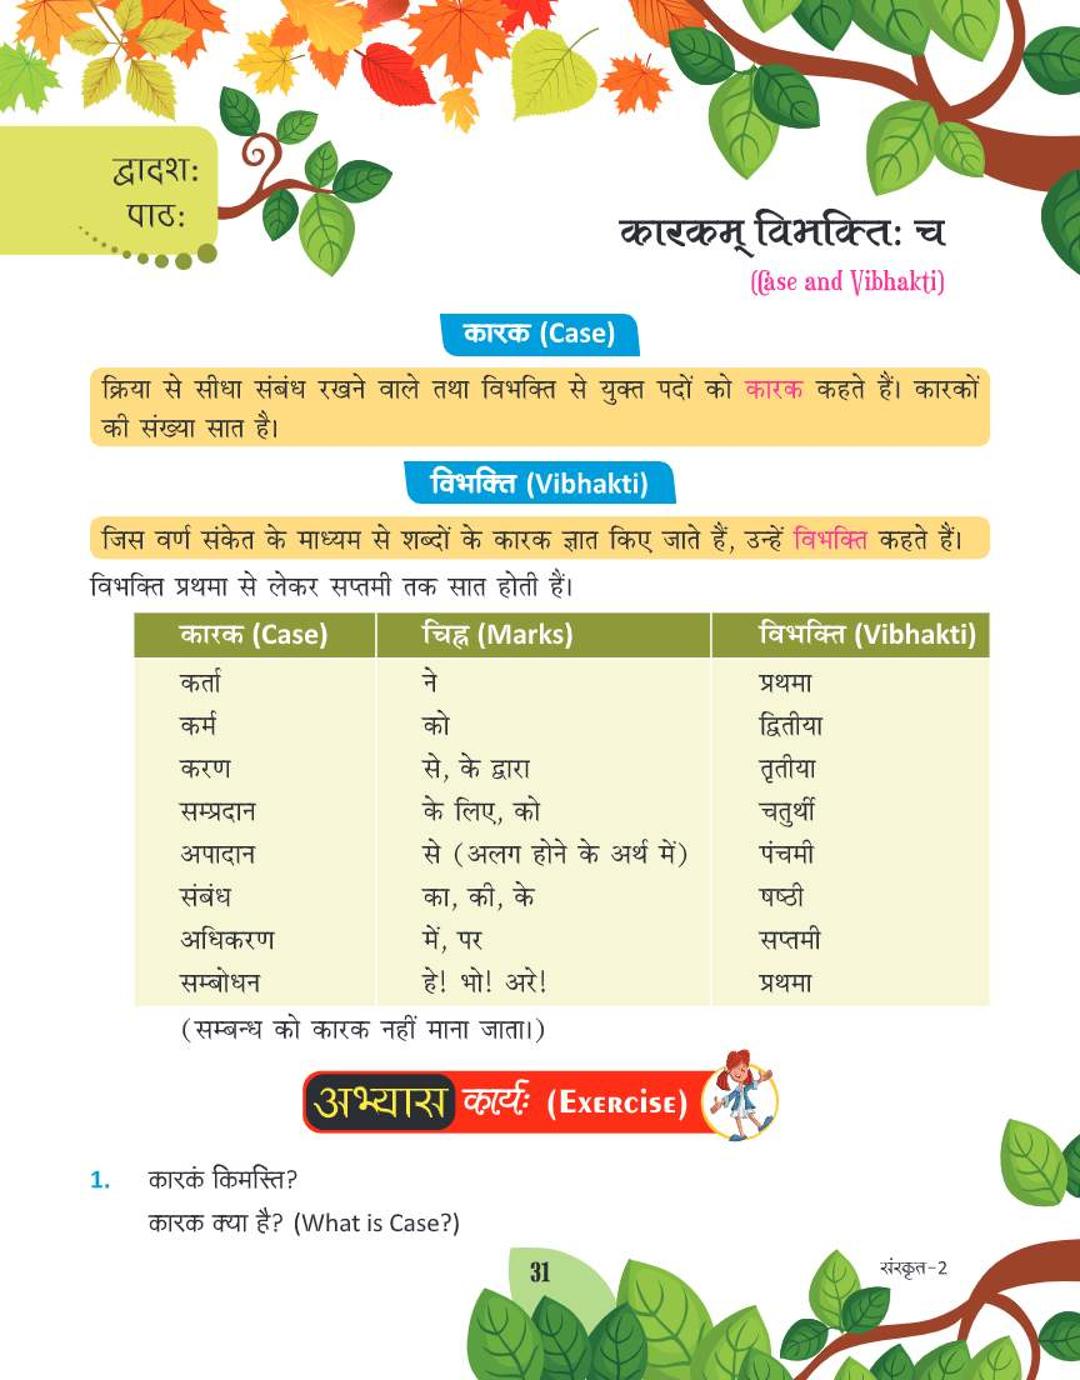 द्वादशः
पाठः
कारकम् विभक्तिः च
(Case and Vibhakti)
कारक (Case)
क्रिया से सीधा संबंध रखने वाले तथा विभक्ति से युक्त पदों को कारक कहते हैं। कारकों
की संख्या सात है।
विभक्ति (Vibhakti)
जिस वर्ण संकेत के माध्यम से शब्दों के कारक ज्ञात किए जाते हैं, उन्हें विभक्ति कहते हैं।
विभक्ति प्रथमा से लेकर सप्तमी तक सात होती हैं।
कारक (Case) चिह्न (Marks) विभक्ति (Vibhakti)
कर्ता ने प्रथमा
कर्म को द्वितीया
करण से, के द्वारा तृतीया
सम्प्रदान के लिए, को चतुर्थी
अपादान से (अलग होने के अर्थ में) पंचमी
संबंध का, की, के षष्ठी
अधिकरण में, पर सप्तमी
सम्बोधन हे! भो! अरे! प्रथमा
(सम्बन्ध को कारक नहीं माना जाता।)
अभ्यास कार्यः (Exercise)
1. कारकं किमस्ति?
कारक क्या है? (What is Case?)
31
संस्कृत-2